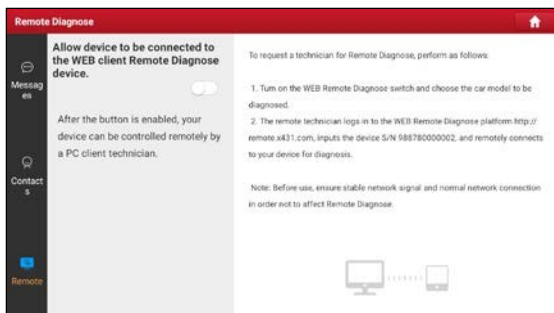 Remote Diagnose
Messag
es
Contact
s
Remote
Allow device to be connected to
the WEB client Remote Diagnose
device.
After the button is enabled, your
device can be controlled remotely by
a PC client technician.
To request a technician for Remote Diagnose, perform as follows:
1. Turn on the WEB Remote Diagnose switch and choose the car model to be
diagnosed.
2. The remote technician logs in to the WEB Remote Diagnose platform http://
remote.x431.com, inputs the device S/N 988780000002, and remotely connects
to your device for diagnosis.
Note: Before use, ensure stable network signal and normal network connection
in order not to affect Remote Diagnose.